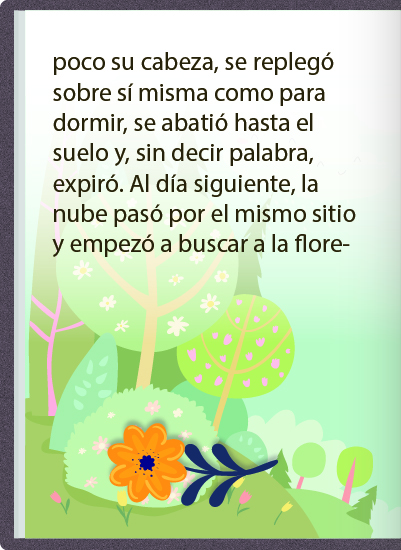 poco su cabeza, se replegó
sobre sí misma como para
dormir, se abatió hasta el
suelo y, sin decir palabra,
expiró. Al día siguiente, la
nube pasó por el mismo sitio
y empezó a buscar a la flore-